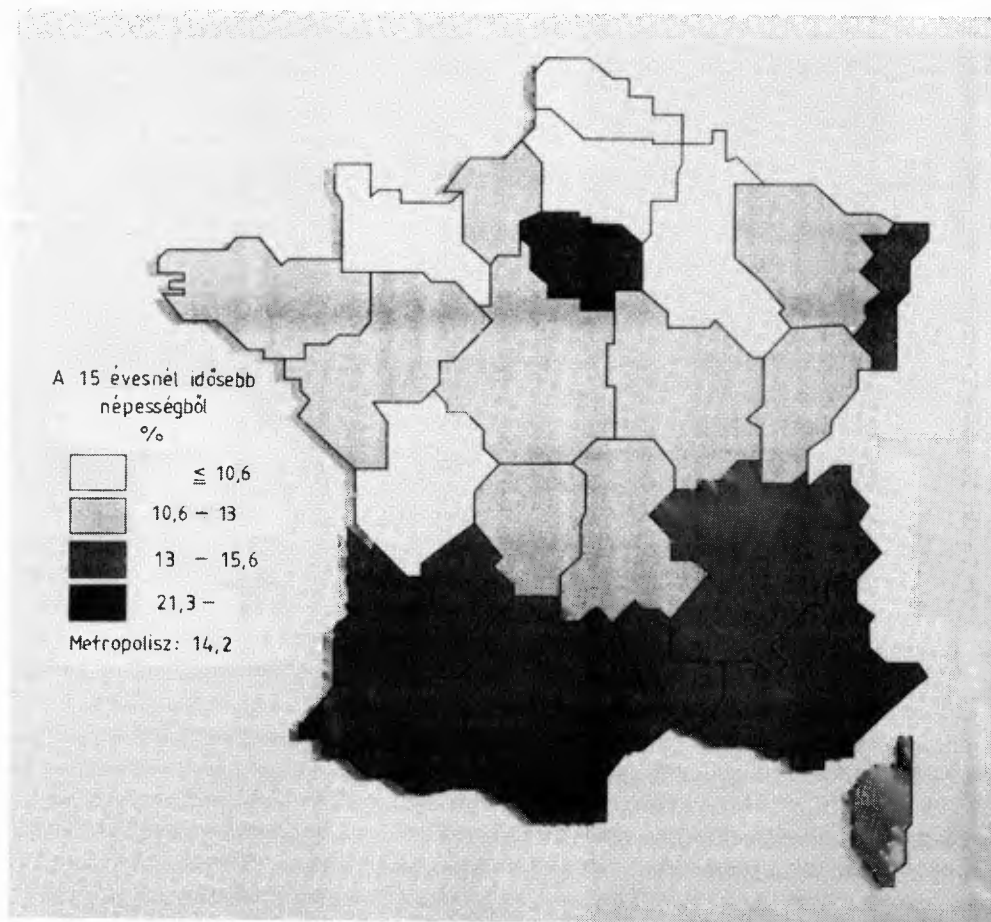 A 15 évesnél idősebb
népességből
%
≦ 10,6
10,6 – 13
13 – 15,6
21,3 –
Metropolisz: 14,2